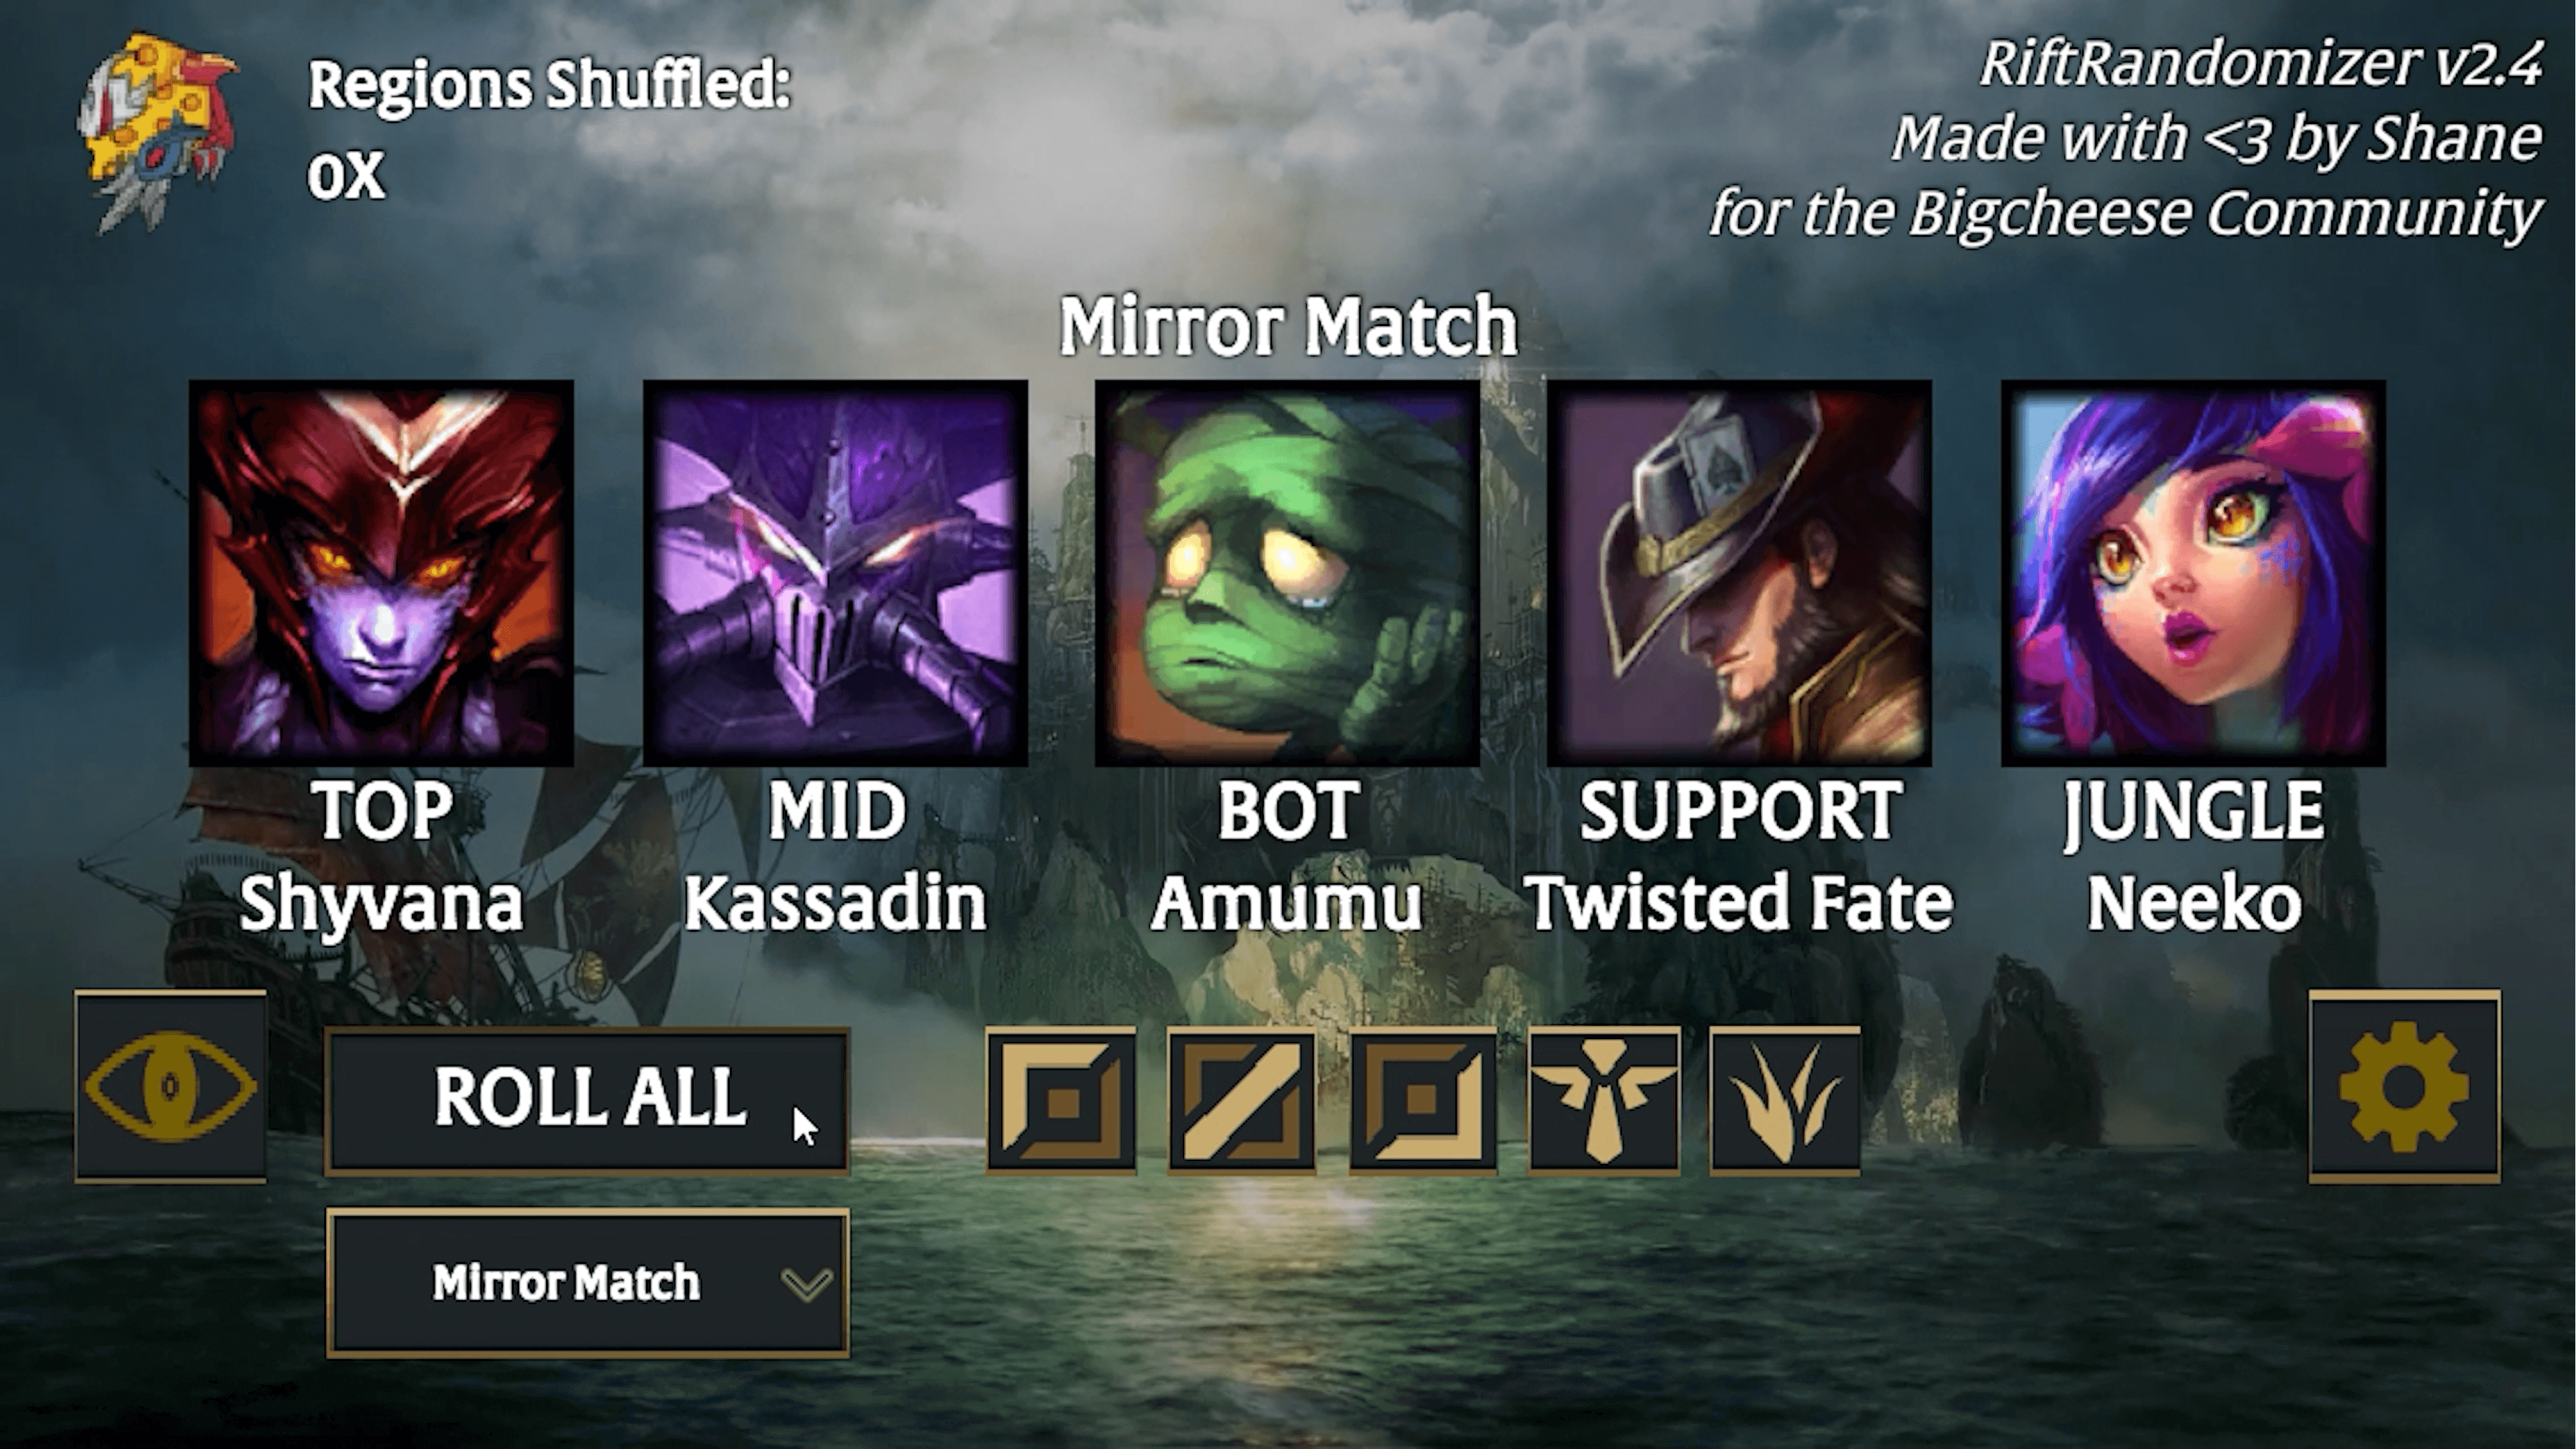 Regions Shuffled:
0X
RiftRandomizer v2.4
Made with <3 by Shane
for the Bigcheese Community
Mirror Match
TOP
Shyvana
MID
Kassadin
BOT
Amumu
SUPPORT
Twisted Fate
JUNGLE
Neeko
ROLL ALL
Mirror Match